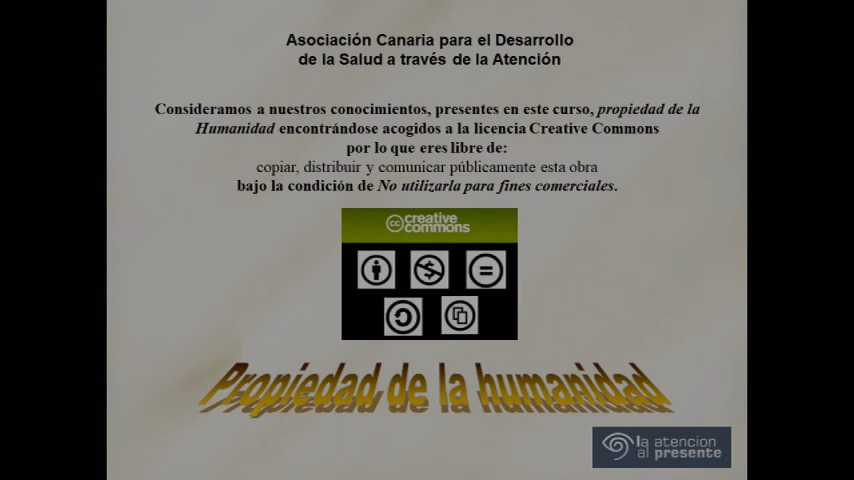 Asociación Canaria para el Desarrollo
de la Salud a través de la Atención
Consideramos a nuestros conocimientos, presentes en este curso, propiedad de la
Humanidad encontrándose acogidos a la licencia Creative Commons
por lo que eres libre de:
copiar, distribuir y comunicar públicamente esta obra
bajo la condición de No utilizarla para fines comerciales.
cc creative
commons
Propiedad de la humanidad
la atencion
al presente